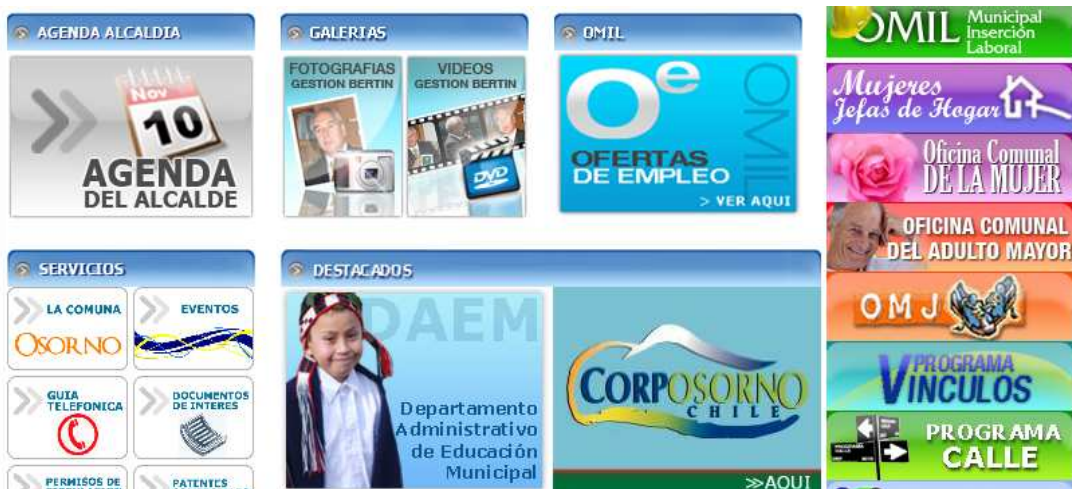 AGENDA ALCALDIA
Nov
10
AGENDA
DEL ALCALDE
GALERIAS
FOTOGRAFIAS
GESTION BERTIN
VIDEOS
GESTION BERTIN
DVD
OMIL
Oe
OMIL
OFERTAS
DE EMPLEO
> VER AQUI
SERVICIOS
LA COMUNA
OSORNO
EVENTOS
GUIA
TELEFONICA
DOCUMENTOS
DE INTERES
PERMISOS DE
PATENTES
DESTACADOS
DAEM
Departamento
Administrativo
de Educación
Municipal
CORPOSORNO
CHILE
>>AQUI
OMIL Municipal
Inserción
Laboral
Mujeres
Jefas de Hogar
Oficina Comunal
DE LA MUJER
OFICINA COMUNAL
DEL ADULTO MAYOR
OMJ
PROGRAMA
VINCULOS
PROGRAMA
CALLE